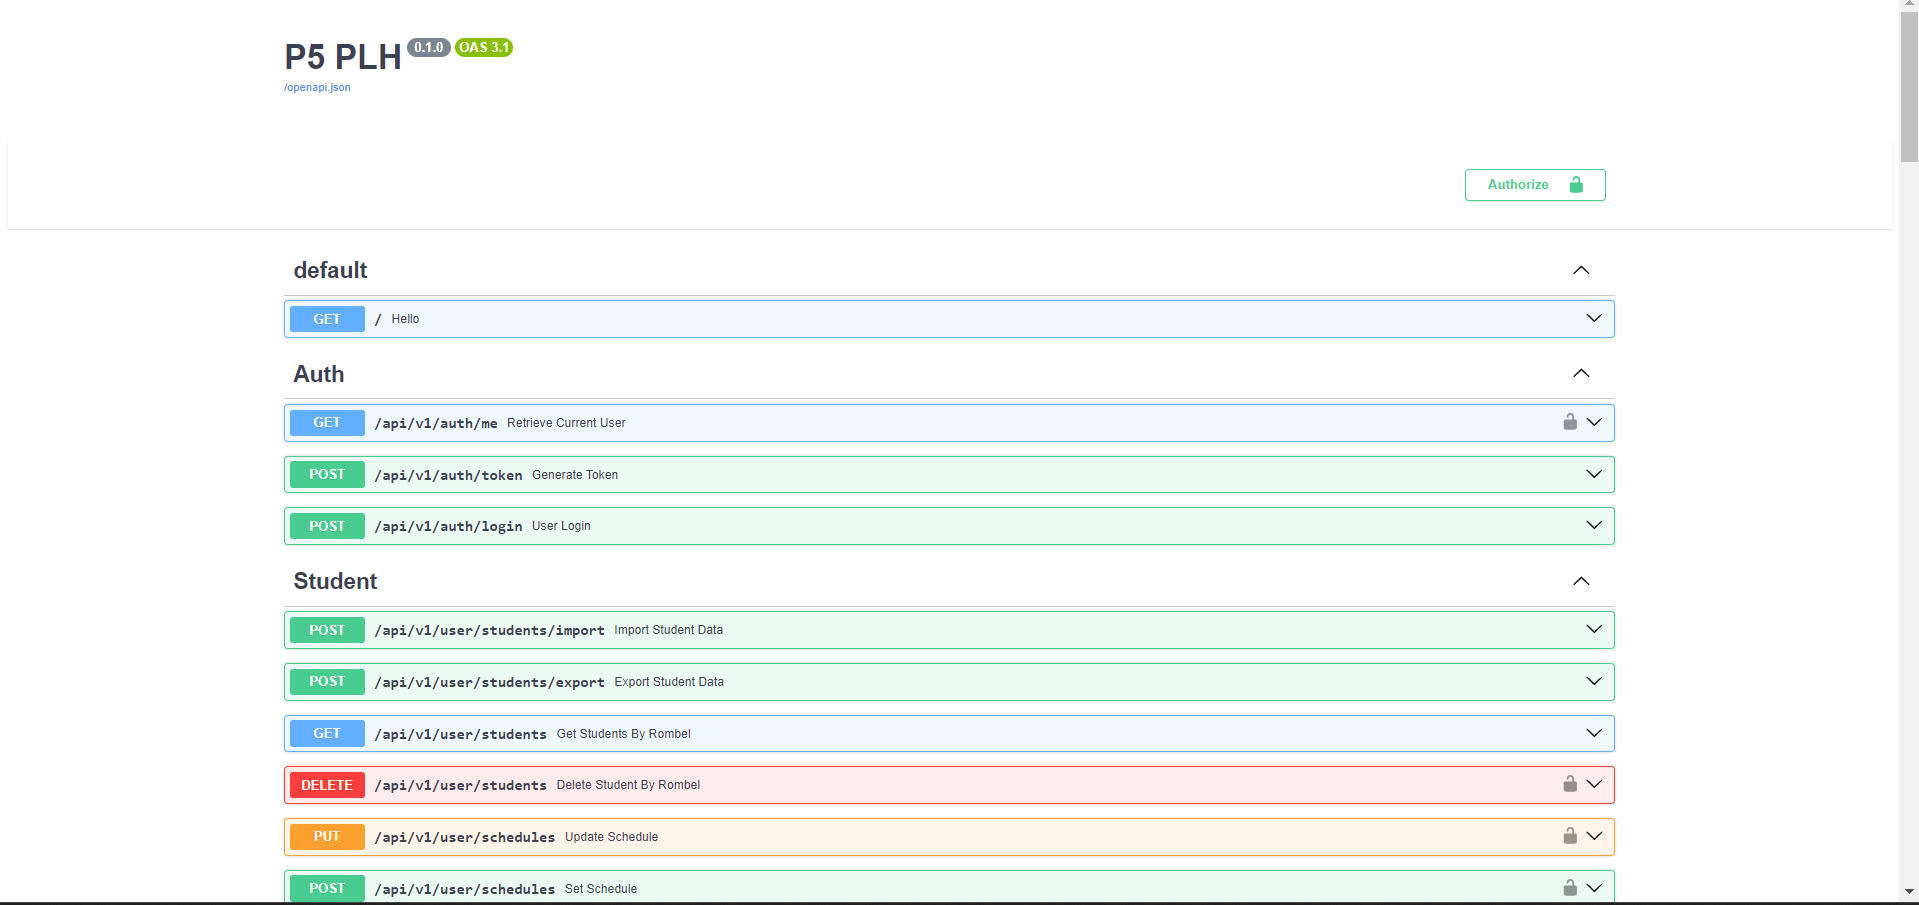 P5 PLH 0.1.0 OAS 3.1
/openapi.json
Authorize
default
GET / Hello
Auth
GET /api/v1/auth/me Retrieve Current User
POST /api/v1/auth/token Generate Token
POST /api/v1/auth/login User Login
Student
POST /api/v1/user/students/import Import Student Data
POST /api/v1/user/students/export Export Student Data
GET /api/v1/user/students Get Students By Rombel
DELETE /api/v1/user/students Delete Student By Rombel
PUT /api/v1/user/schedules Update Schedule
POST /api/v1/user/schedules Set Schedule